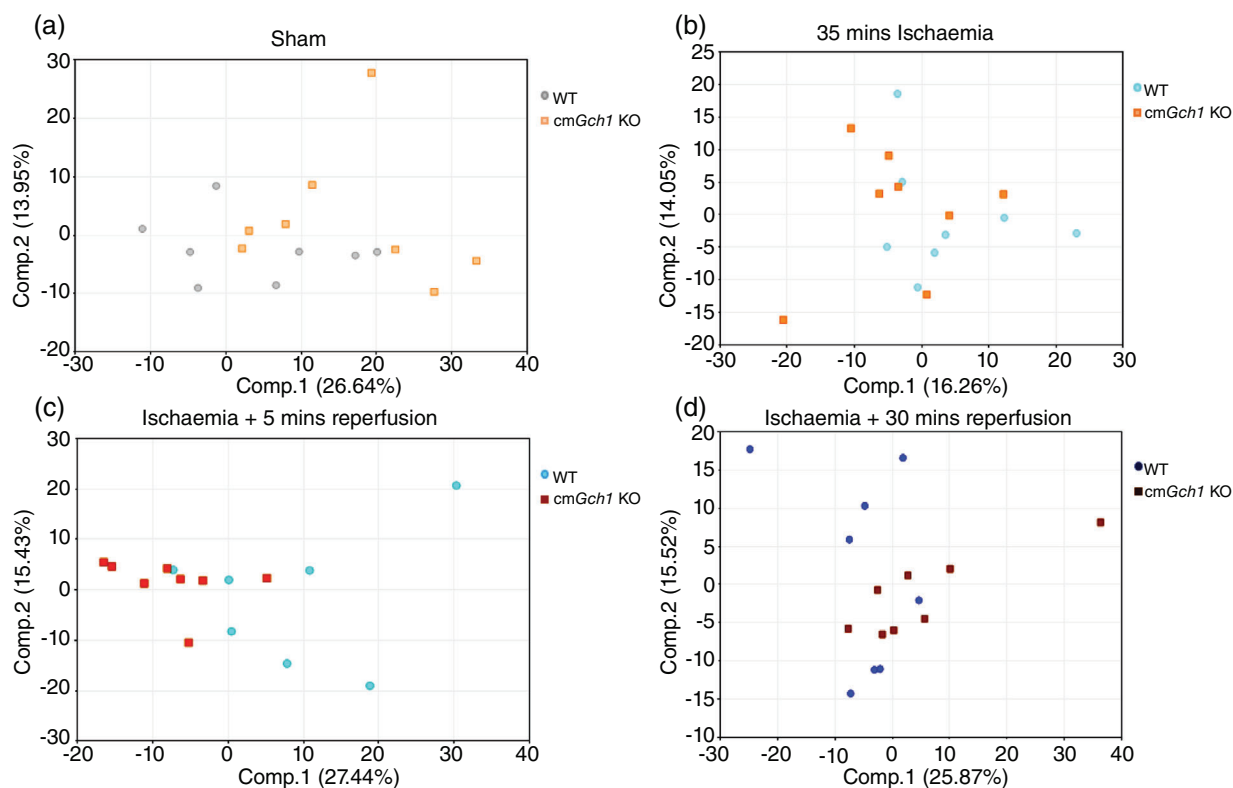 (a)
Sham
30
20
10
0
-10
-20
Comp.2 (13.95%)
-20
-10
0
10
20
30
40
Comp.1 (26.64%)
WT
cmGch1 KO
(b)
35 mins Ischaemia
25
20
15
10
5
0
-5
-10
-15
-20
Comp.2 (14.05%)
-30
-20
-10
0
10
20
30
Comp.1 (16.26%)
WT
cmGch1 KO
(c)
Ischaemia + 5 mins reperfusion
30
20
10
0
-10
-20
-30
Comp.2 (15.43%)
-20
-10
0
10
20
30
40
Comp.1 (27.44%)
WT
cmGch1 KO
(d)
Ischaemia + 30 mins reperfusion
20
15
10
5
0
-5
-10
-15
-10
Comp.2 (15.52%)
-30
-20
-10
0
10
20
30
40
Comp.1 (25.87%)
WT
cmGch1 KO